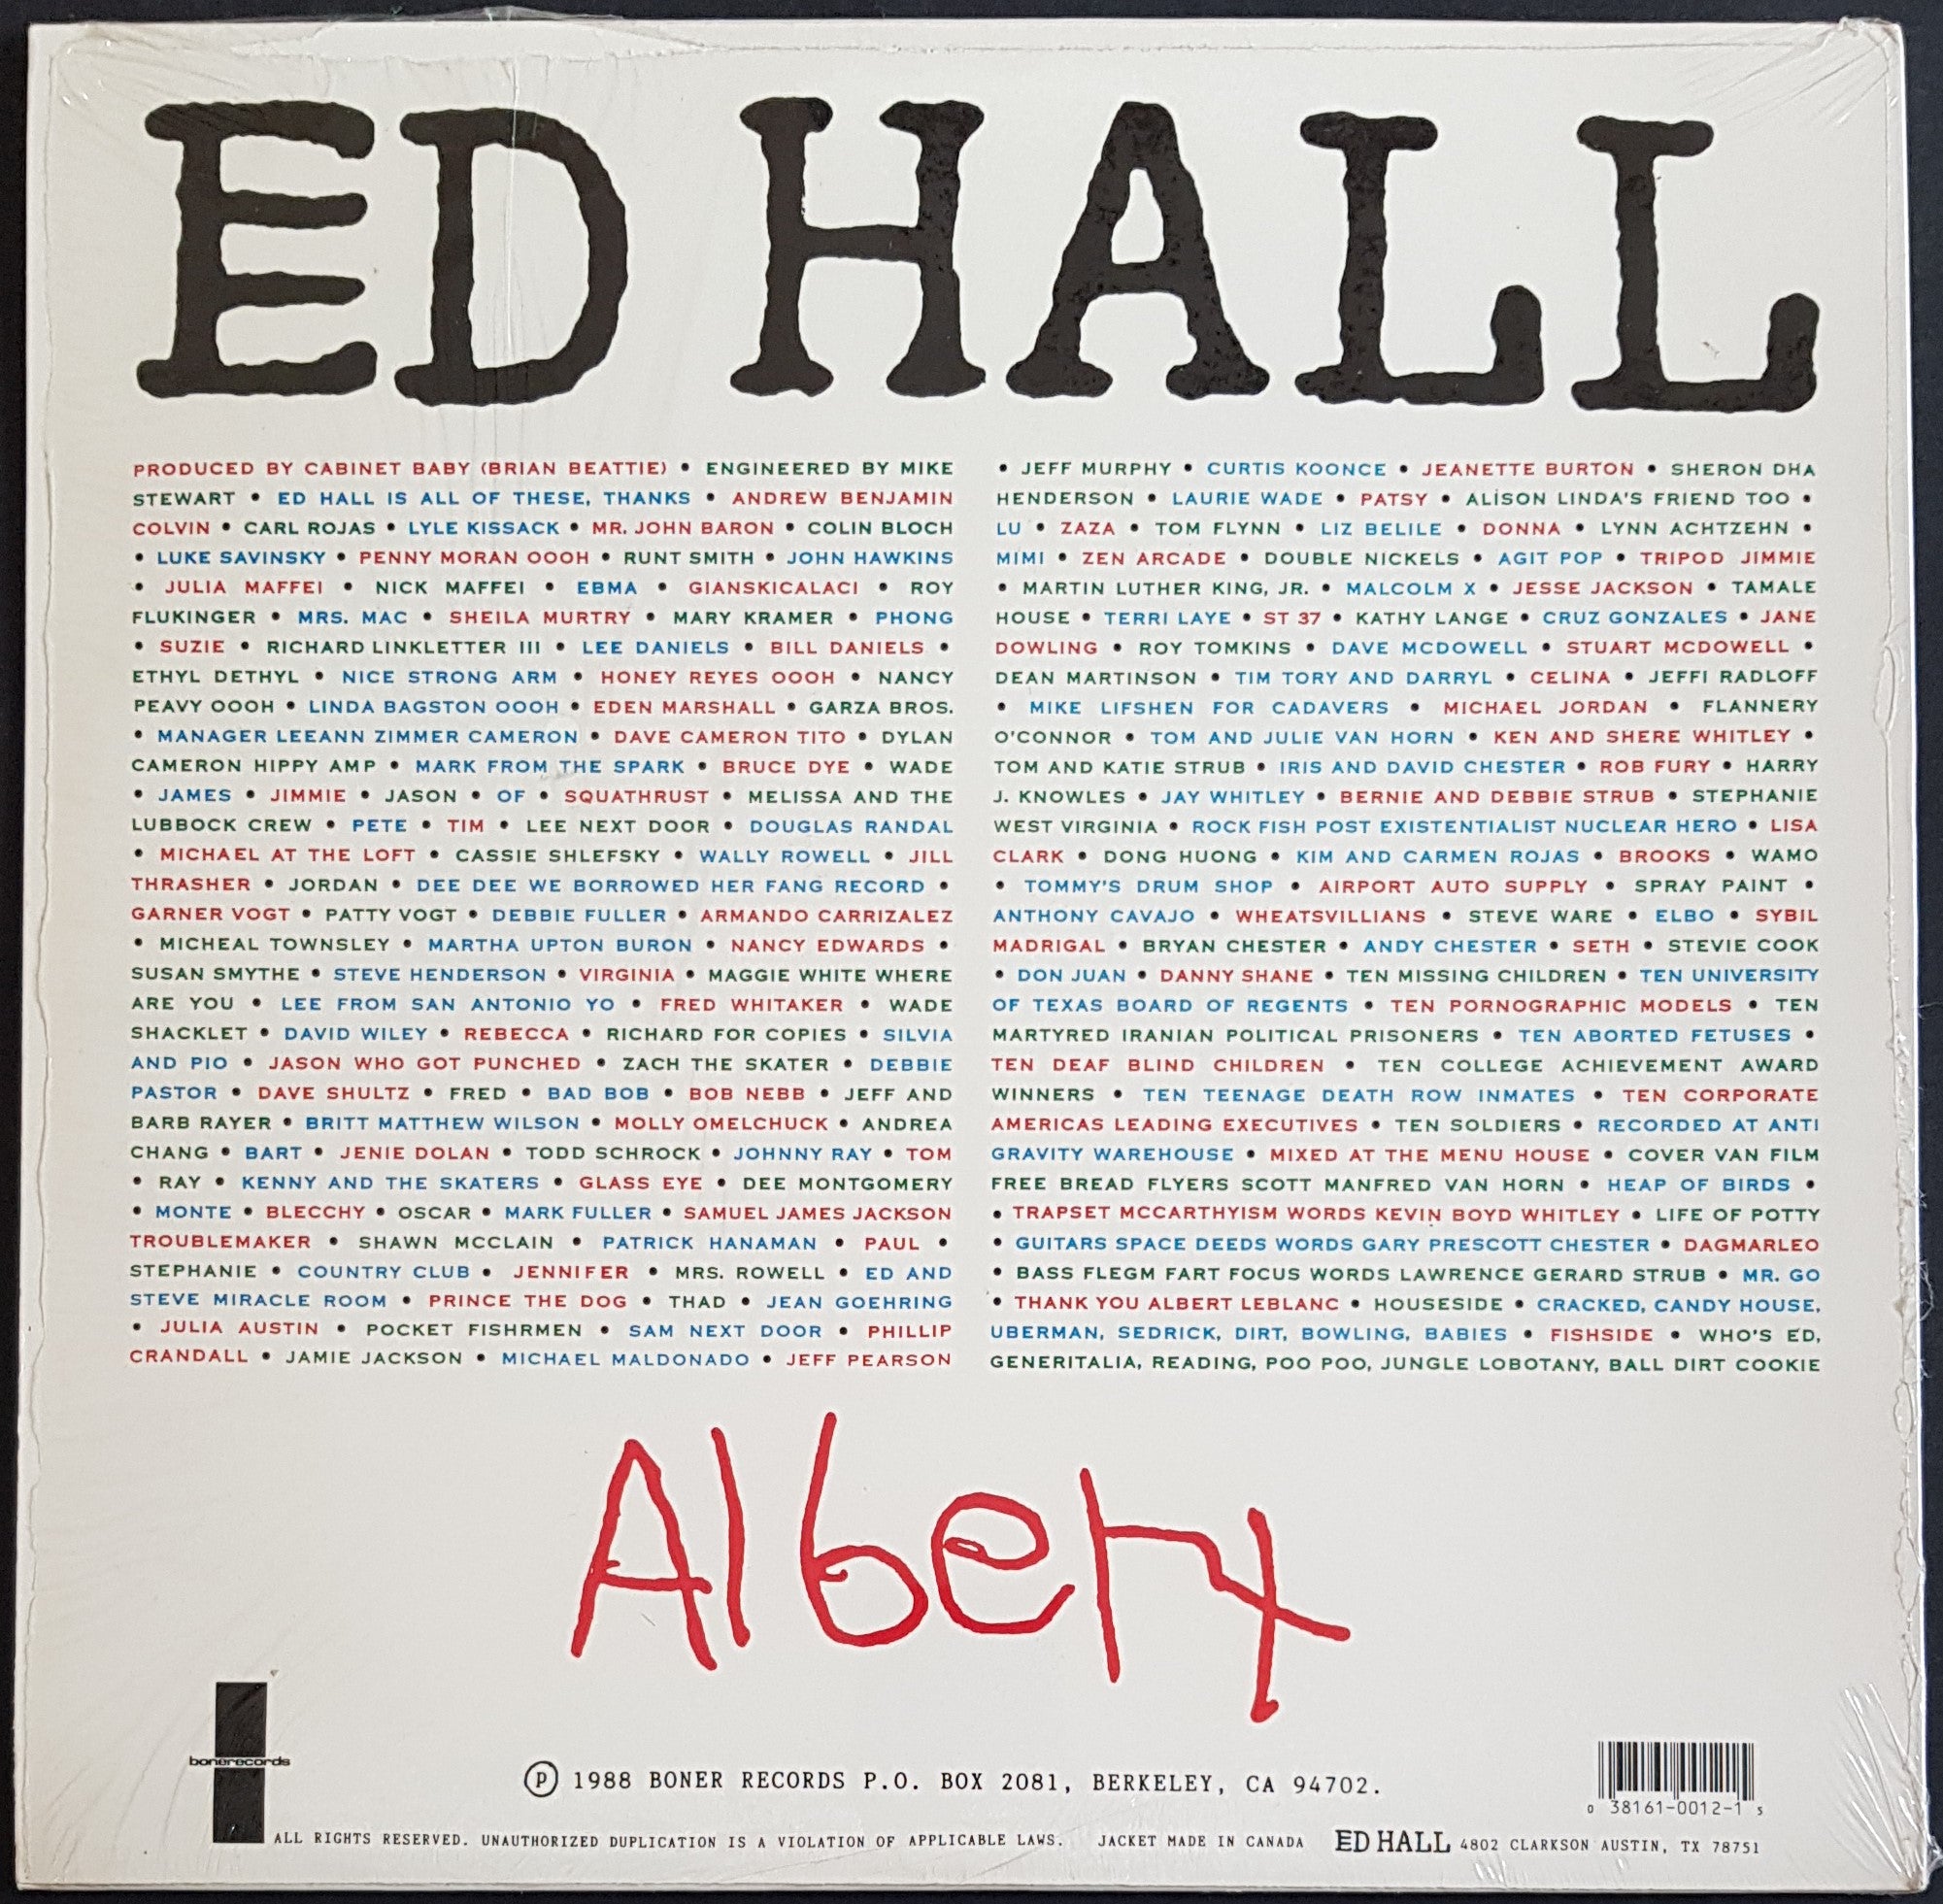 ED HALL
PRODUCED BY CABINET BABY (BRIAN BEATTIE) • ENGINEERED BY MIKE
STEWART • ED HALL IS ALL OF THESE, THANKS • ANDREW BENJAMIN
COLVIN • CARL ROJAS • LYLE KISSACK • MR. JOHN BARON • COLIN BLOCH
• LUKE SAVINSKY • PENNY MORAN OOOH • RUNT SMITH • JOHN HAWKINS
• JULIA MAFFEI • NICK MAFFEI • EBMA • GIANSKICALACI • ROY
FLUKINGER • MRS. MAC • SHEILA MURTRY • MARY KRAMER • PHONG
• SUZIE • RICHARD LINKLETTER III • LEE DANIELS • BILL DANIELS •
ETHYL DETHYL • NICE STRONG ARM • HONEY REYES OOOH • NANCY
PEAVY OOOH • LINDA BAGSTON OOOH • EDEN MARSHALL • GARZA BROS.
• MANAGER LEEANN ZIMMER CAMERON • DAVE CAMERON TITO • DYLAN
CAMERON HIPPY AMP • MARK FROM THE SPARK • BRUCE DYE • WADE
• JAMES • JIMMIE • JASON • OF • SQUATHRUST • MELISSA AND THE
LUBBOCK CREW • PETE • TIM • LEE NEXT DOOR • DOUGLAS RANDAL
• MICHAEL AT THE LOFT • CASSIE SHLEFSKY • WALLY ROWELL • JILL
THRASHER • JORDAN • DEE DEE WE BORROWED HER FANG RECORD •
GARNER VOGT • PATTY VOGT • DEBBIE FULLER • ARMANDO CARRIZALEZ
• MICHEAL TOWNSLEY • MARTHA UPTON BURON • NANCY EDWARDS •
SUSAN SMYTHE • STEVE HENDERSON • VIRGINIA • MAGGIE WHITE WHERE
ARE YOU • LEE FROM SAN ANTONIO YO • FRED WHITAKER • WADE
SHACKLET • DAVID WILEY • REBECCA • RICHARD FOR COPIES • SILVIA
AND PIO • JASON WHO GOT PUNCHED • ZACH THE SKATER • DEBBIE
PASTOR • DAVE SHULTZ • FRED • BAD BOB • BOB NEBB • JEFF AND
BARB RAYER • BRITT MATTHEW WILSON • MOLLY OMELCHUCK • ANDREA
CHANG • BART • JENIE DOLAN • TODD SCHROCK • JOHNNY RAY • TOM
• RAY • KENNY AND THE SKATERS • GLASS EYE • DEE MONTGOMERY
• MONTE • BLECCHY • OSCAR • MARK FULLER • SAMUEL JAMES JACKSON
TROUBLEMAKER • SHAWN MCCLAIN • PATRICK HANAMAN • PAUL •
STEPHANIE • COUNTRY CLUB • JENNIFER • MRS. ROWELL • ED AND
STEVE MIRACLE ROOM • PRINCE THE DOG • THAD • JEAN GOEHRING
• JULIA AUSTIN • POCKET FISHRMEN • SAM NEXT DOOR • PHILLIP
CRANDALL • JAMIE JACKSON • MICHAEL MALDONADO • JEFF PEARSON
• JEFF MURPHY • CURTIS KOONCE • JEANETTE BURTON • SHERON DHA
HENDERSON • LAURIE WADE • PATSY • ALISON LINDA'S FRIEND TOO •
LU • ZAZA • TOM FLYNN • LIZ BELILE • DONNA • LYNN ACHTZEHN •
MIMI • ZEN ARCADE • DOUBLE NICKELS • AGIT POP • TRIPOD JIMMIE
• MARTIN LUTHER KING, JR. • MALCOLM X • JESSE JACKSON • TAMALE
HOUSE • TERRI LAYE • ST 37 • KATHY LANGE • CRUZ GONZALES • JANE
DOWLING • ROY TOMKINS • DAVE MCDOWELL • STUART MCDOWELL •
DEAN MARTINSON • TIM TORY AND DARRYL • CELINA • JEFFI RADLOFF
• MIKE LIFSHEN FOR CADAVERS • MICHAEL JORDAN • FLANNERY
O'CONNOR • TOM AND JULIE VAN HORN • KEN AND SHERE WHITLEY •
TOM AND KATIE STRUB • IRIS AND DAVID CHESTER • ROB FURY • HARRY
J. KNOWLES • JAY WHITLEY • BERNIE AND DEBBIE STRUB • STEPHANIE
WEST VIRGINIA • ROCK FISH POST EXISTENTIALIST NUCLEAR HERO • LISA
CLARK • DONG HUONG • KIM AND CARMEN ROJAS • BROOKS • WAMO
• TOMMY'S DRUM SHOP • AIRPORT AUTO SUPPLY • SPRAY PAINT •
ANTHONY CAVAJO • WHEATSVILLIANS • STEVE WARE • ELBO • SYBIL
MADRIGAL • BRYAN CHESTER • ANDY CHESTER • SETH • STEVIE COOK
• DON JUAN • DANNY SHANE • TEN MISSING CHILDREN • TEN UNIVERSITY
OF TEXAS BOARD OF REGENTS • TEN PORNOGRAPHIC MODELS • TEN
MARTYRED IRANIAN POLITICAL PRISONERS • TEN ABORTED FETUSES •
TEN DEAF BLIND CHILDREN • TEN COLLEGE ACHIEVEMENT AWARD
WINNERS • TEN TEENAGE DEATH ROW INMATES • TEN CORPORATE
AMERICAS LEADING EXECUTIVES • TEN SOLDIERS • RECORDED AT ANTI
GRAVITY WAREHOUSE • MIXED AT THE MENU HOUSE • COVER VAN FILM
FREE BREAD FLYERS SCOTT MANFRED VAN HORN • HEAP OF BIRDS •
• TRAPSET MCCARTHYISM WORDS KEVIN BOYD WHITLEY • LIFE OF POTTY
• GUITARS SPACE DEEDS WORDS GARY PRESCOTT CHESTER • DAGMARLEO
• BASS FLEGM FART FOCUS WORDS LAWRENCE GERARD STRUB • MR. GO
• THANK YOU ALBERT LEBLANC • HOUSESIDE • CRACKED, CANDY HOUSE,
UBERMAN, SEDRICK, DIRT, BOWLING, BABIES • FISHSIDE • WHO'S ED,
GENERITALIA, READING, POO POO, JUNGLE LOBOTANY, BALL DIRT COOKIE
Albert
bonerecords
Ⓟ 1988 BONER RECORDS P.O. BOX 2081, BERKELEY, CA 94702.
0 38161-0012-1 5
ALL RIGHTS RESERVED. UNAUTHORIZED DUPLICATION IS A VIOLATION OF APPLICABLE LAWS. JACKET MADE IN CANADA ED HALL 4802 CLARKSON AUSTIN, TX 78751